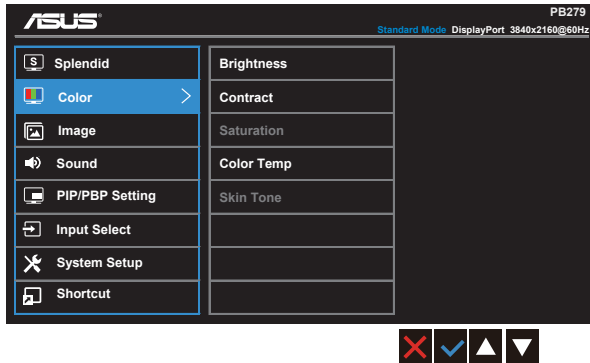 ASUS
PB279
Standard Mode DisplayPort 3840x2160@60Hz
S Splendid
Color
Image
Sound
PIP/PBP Setting
Input Select
System Setup
Shortcut
Brightness
Contract
Saturation
Color Temp
Skin Tone